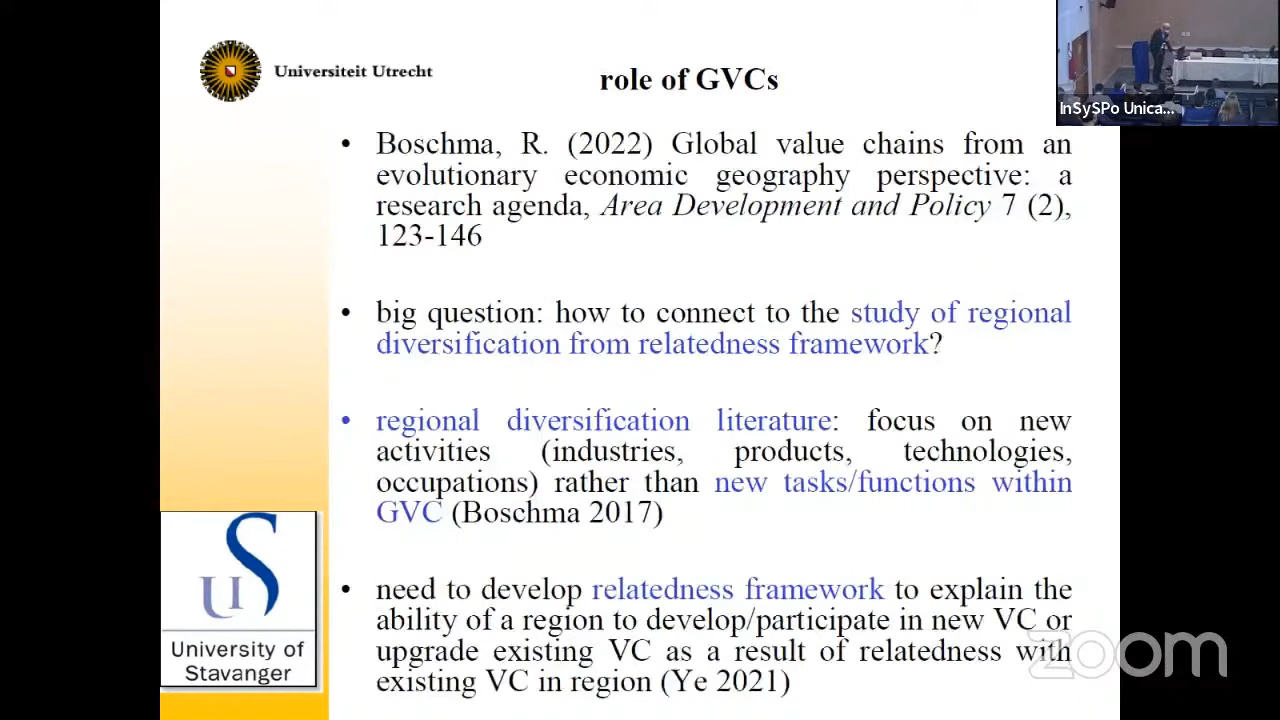 Universiteit Utrecht
role of GVCs
InSySPo Unica...
• Boschma, R. (2022) Global value chains from an
evolutionary economic geography perspective: a
research agenda, Area Development and Policy 7 (2),
123-146
• big question: how to connect to the study of regional
diversification from relatedness framework?
• regional diversification literature: focus on new
activities (industries, products, technologies,
occupations) rather than new tasks/functions within
GVC (Boschma 2017)
• need to develop relatedness framework to explain the
ability of a region to develop/participate in new VC or
upgrade existing VC as a result of relatedness with
existing VC in region (Ye 2021)
US
University of
Stavanger
zoom